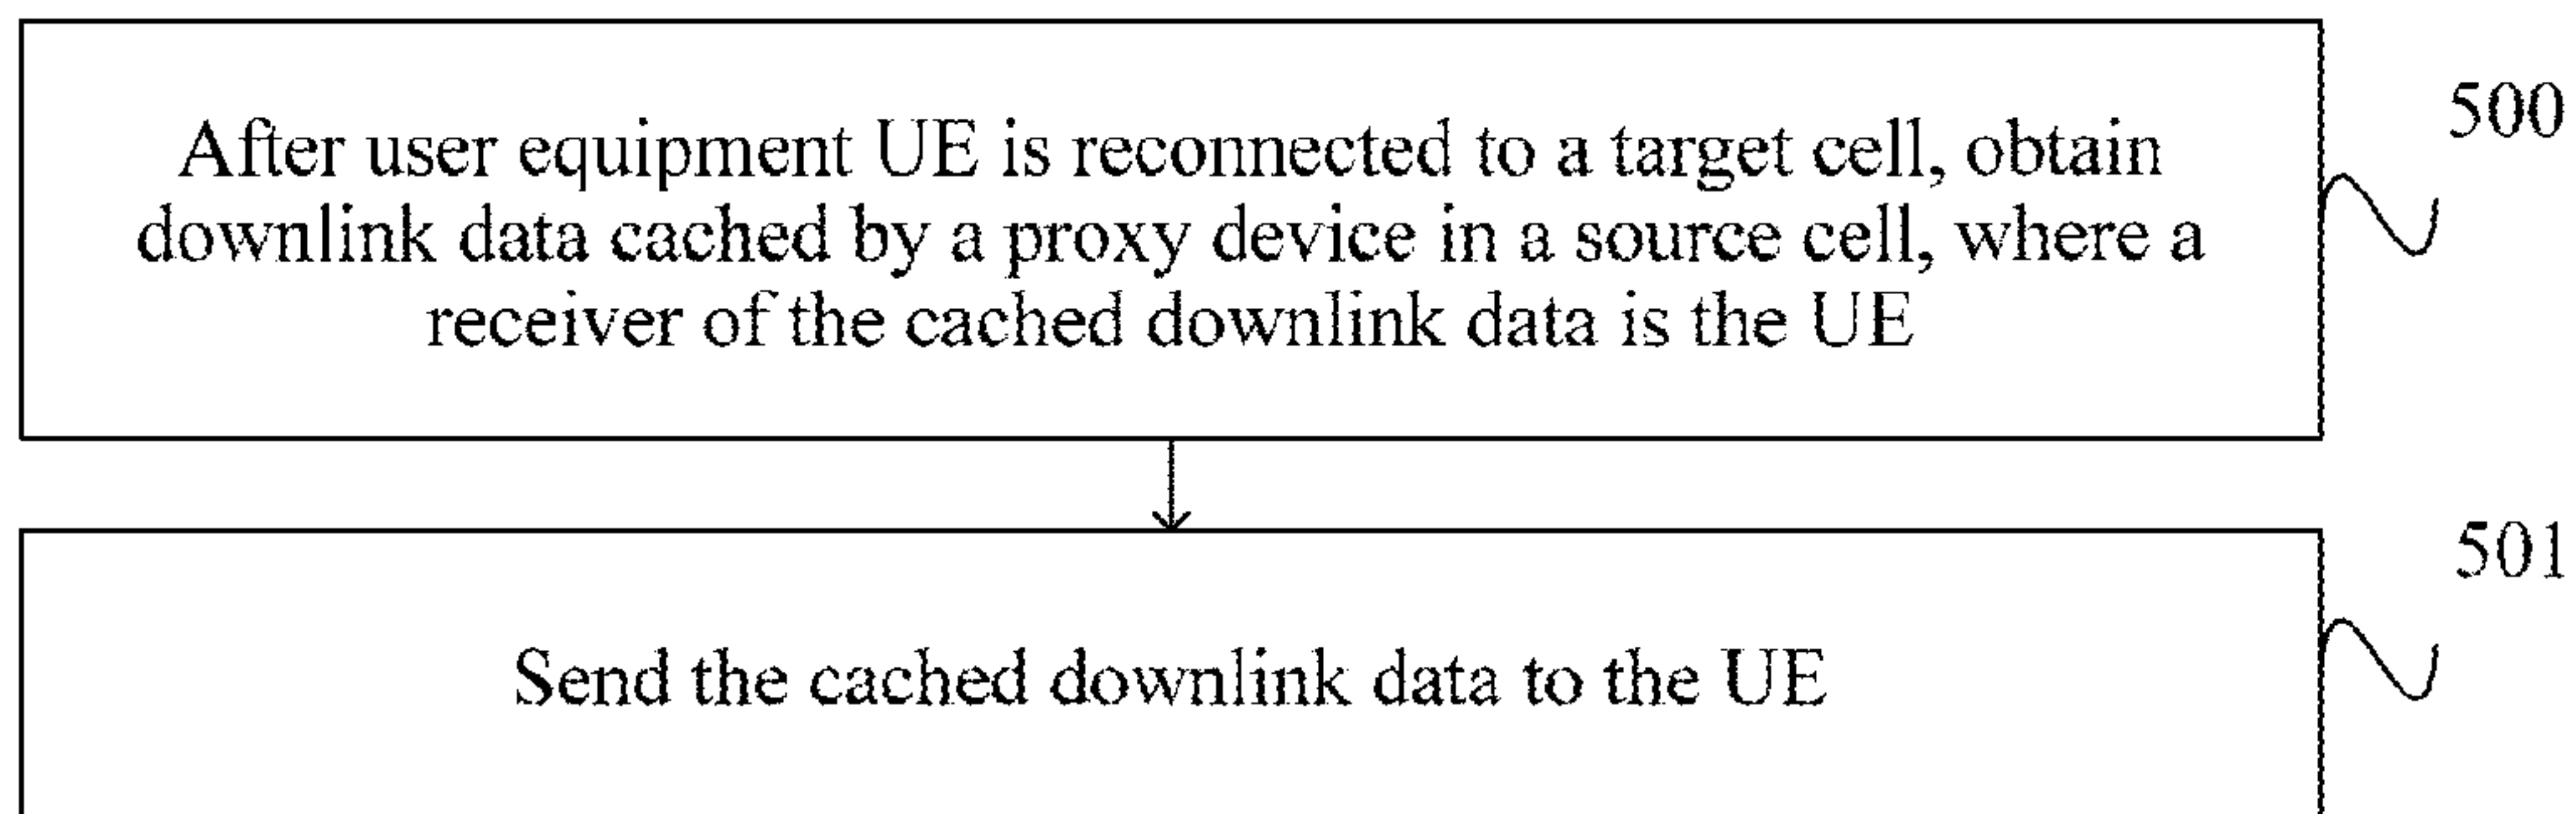 500
After user equipment UE is reconnected to a target cell, obtain
downlink data cached by a proxy device in a source cell, where a
receiver of the cached downlink data is the UE
501
Send the cached downlink data to the UE